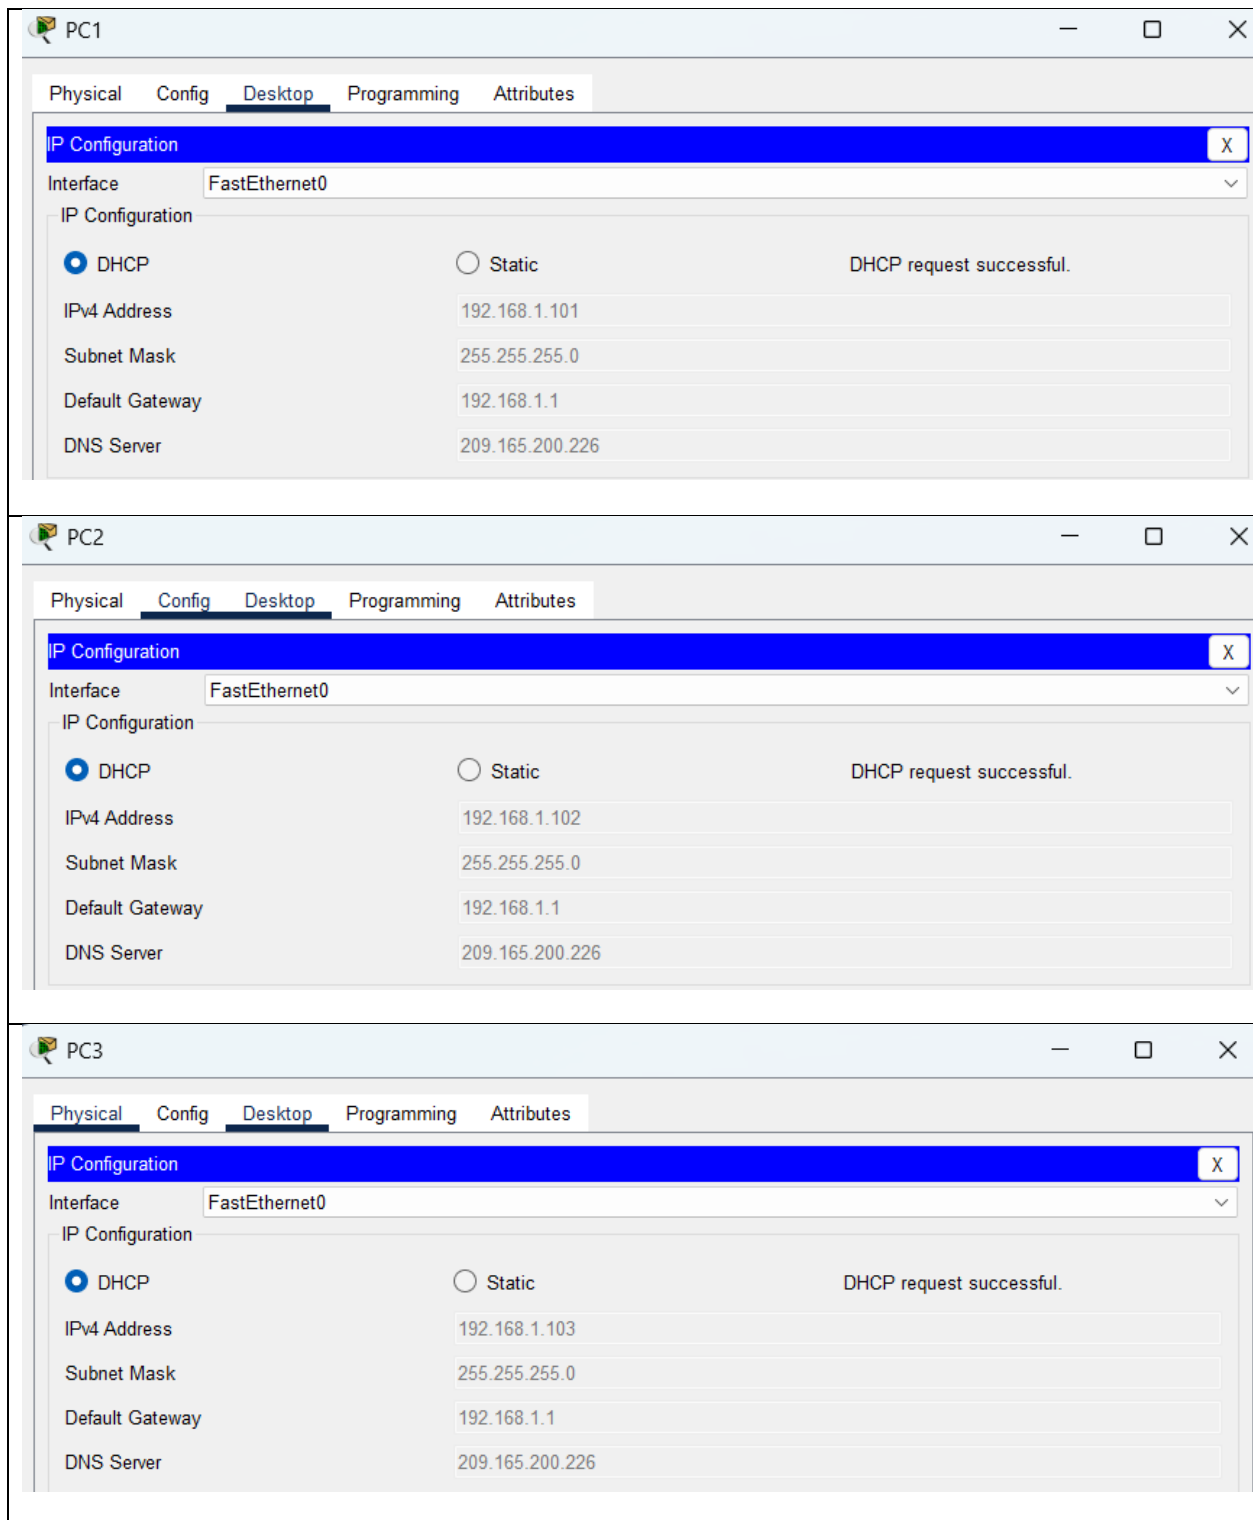 PC1
Physical Config Desktop Programming Attributes
IP Configuration X
Interface FastEthernet0
IP Configuration
DHCP Static DHCP request successful.
IPv4 Address 192.168.1.101
Subnet Mask 255.255.255.0
Default Gateway 192.168.1.1
DNS Server 209.165.200.226
PC2
Physical Config Desktop Programming Attributes
IP Configuration X
Interface FastEthernet0
IP Configuration
DHCP Static DHCP request successful.
IPv4 Address 192.168.1.102
Subnet Mask 255.255.255.0
Default Gateway 192.168.1.1
DNS Server 209.165.200.226
PC3
Physical Config Desktop Programming Attributes
IP Configuration X
Interface FastEthernet0
IP Configuration
DHCP Static DHCP request successful.
IPv4 Address 192.168.1.103
Subnet Mask 255.255.255.0
Default Gateway 192.168.1.1
DNS Server 209.165.200.226